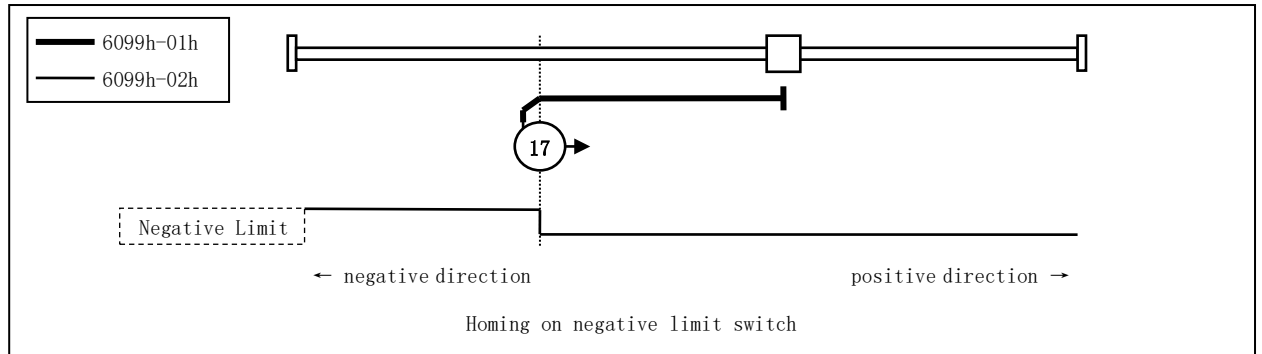 6099h-01h
6099h-02h
17
Negative Limit
← negative direction
positive direction →
Homing on negative limit switch